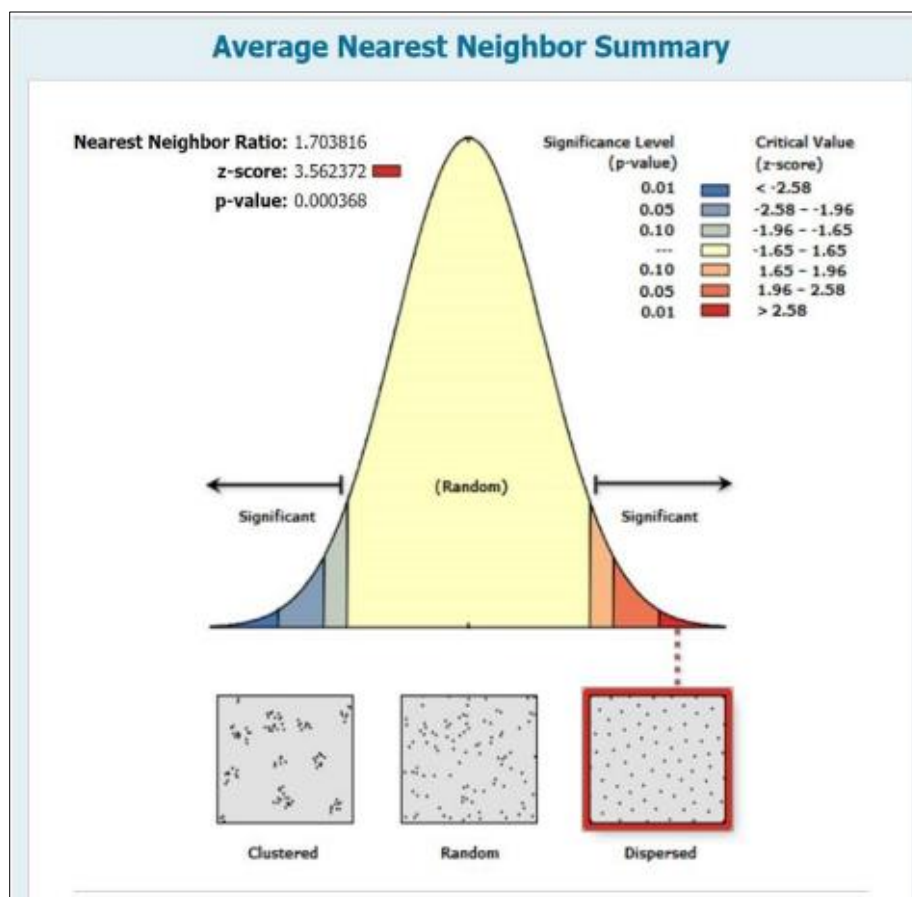 Average Nearest Neighbor Summary
Nearest Neighbor Ratio: 1.703816
z-score: 3.562372
p-value: 0.000368
Significance Level
(p-value)
Critical Value
(z-score)
0.01 < -2.58
0.05 -2.58 – -1.96
0.10 -1.96 – -1.65
--- -1.65 – 1.65
0.10 1.65 – 1.96
0.05 1.96 – 2.58
0.01 > 2.58
(Random)
Significant
Significant
Clustered
Random
Dispersed